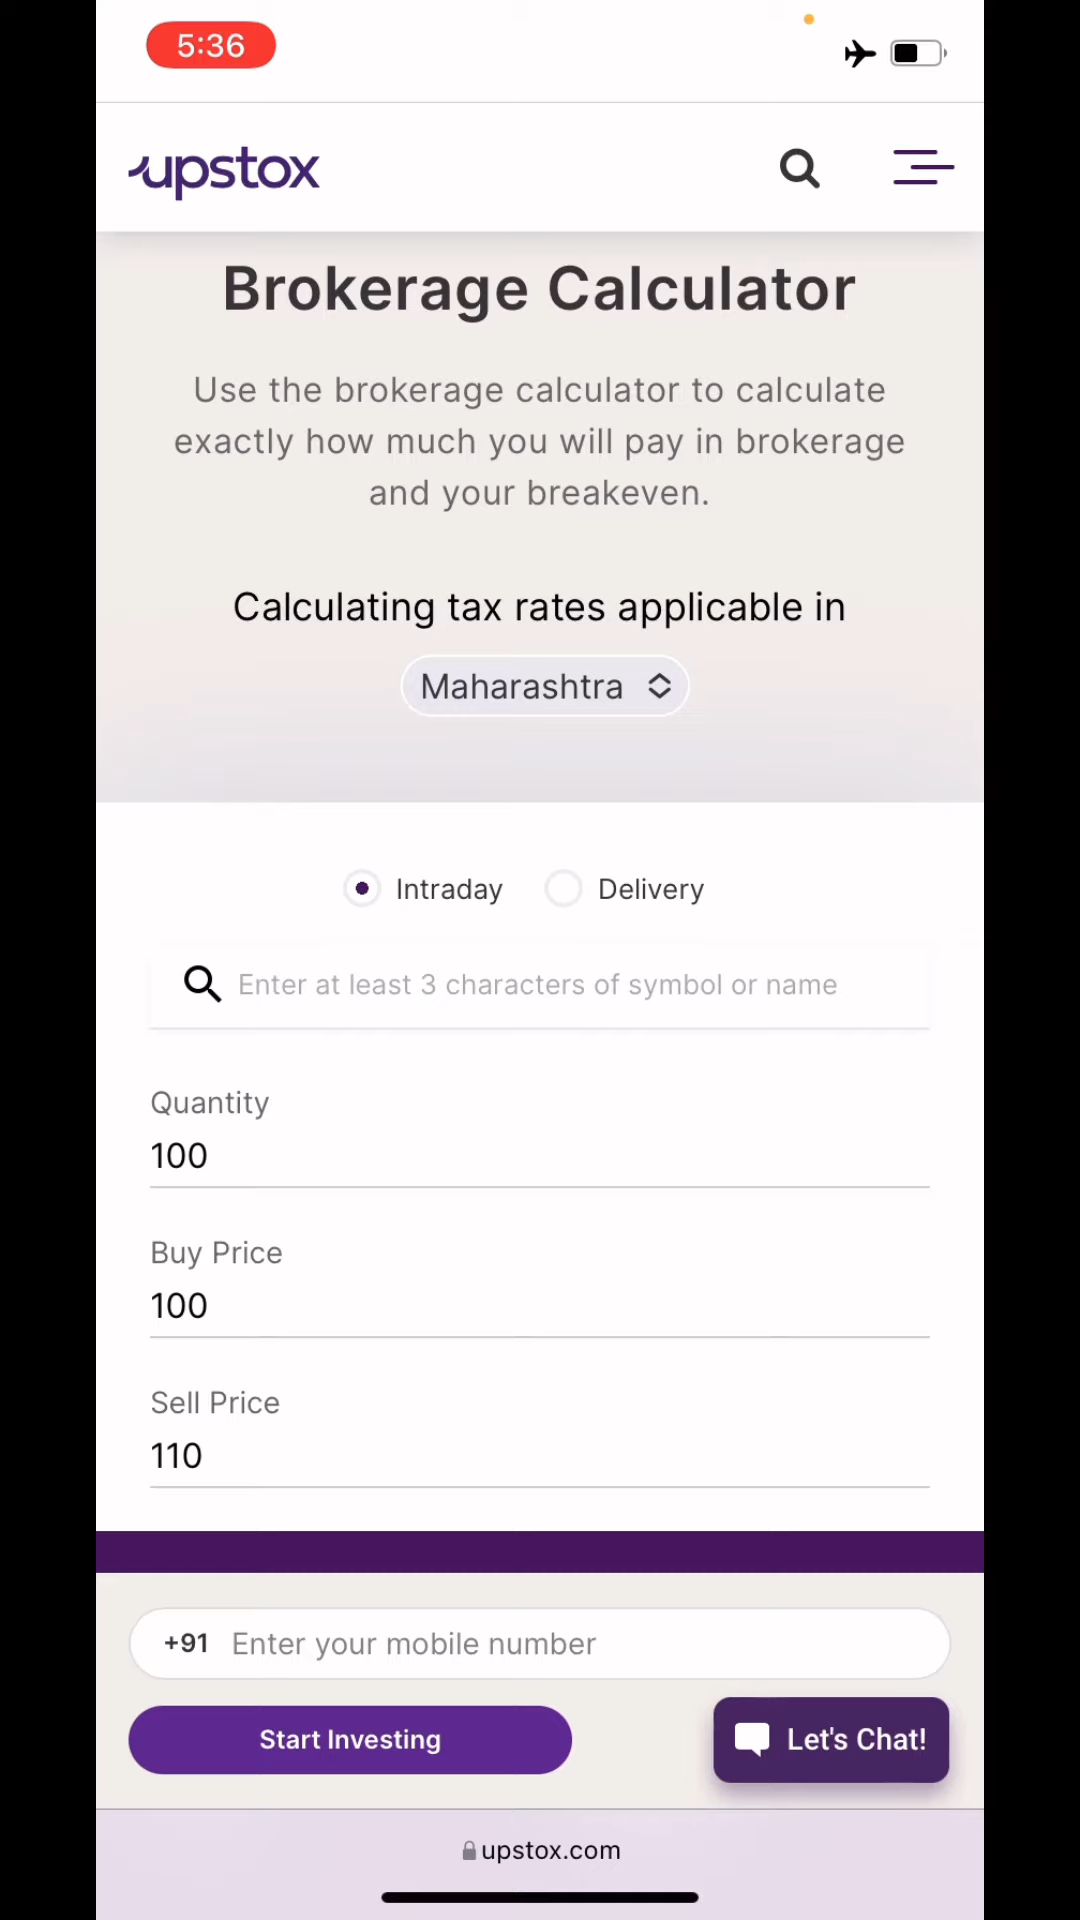 5:36
upstox
Brokerage Calculator
Use the brokerage calculator to calculate
exactly how much you will pay in brokerage
and your breakeven.
Calculating tax rates applicable in
Maharashtra
Intraday
Delivery
Enter at least 3 characters of symbol or name
Quantity
100
Buy Price
100
Sell Price
110
+91 Enter your mobile number
Start Investing
Let's Chat!
upstox.com